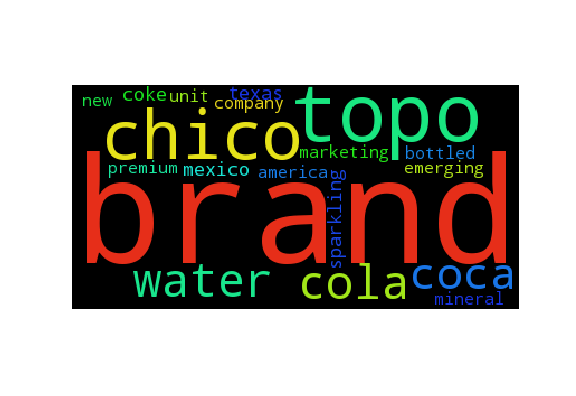 new coke unit texas
company
chico topo
marketing bottled
premium mexico america emerging
brand
sparkling
water cola coca
mineral